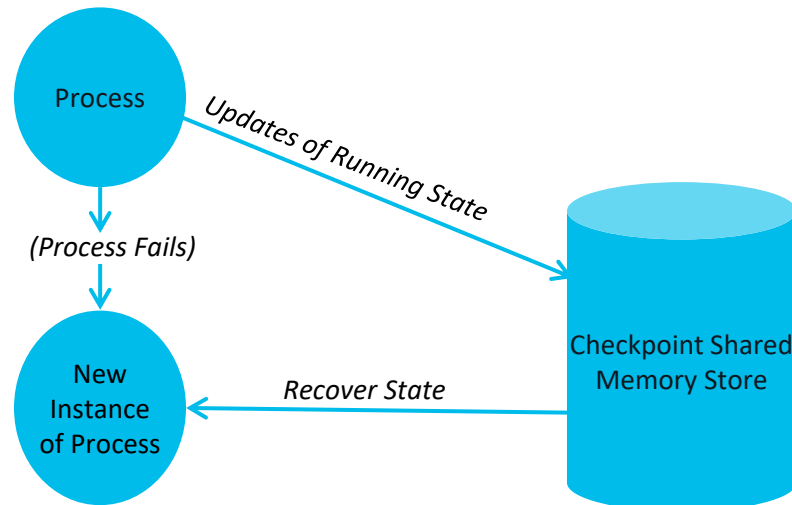 Process
Updates of Running State
(Process Fails)
Checkpoint Shared
Memory Store
New
Instance
of Process
Recover State